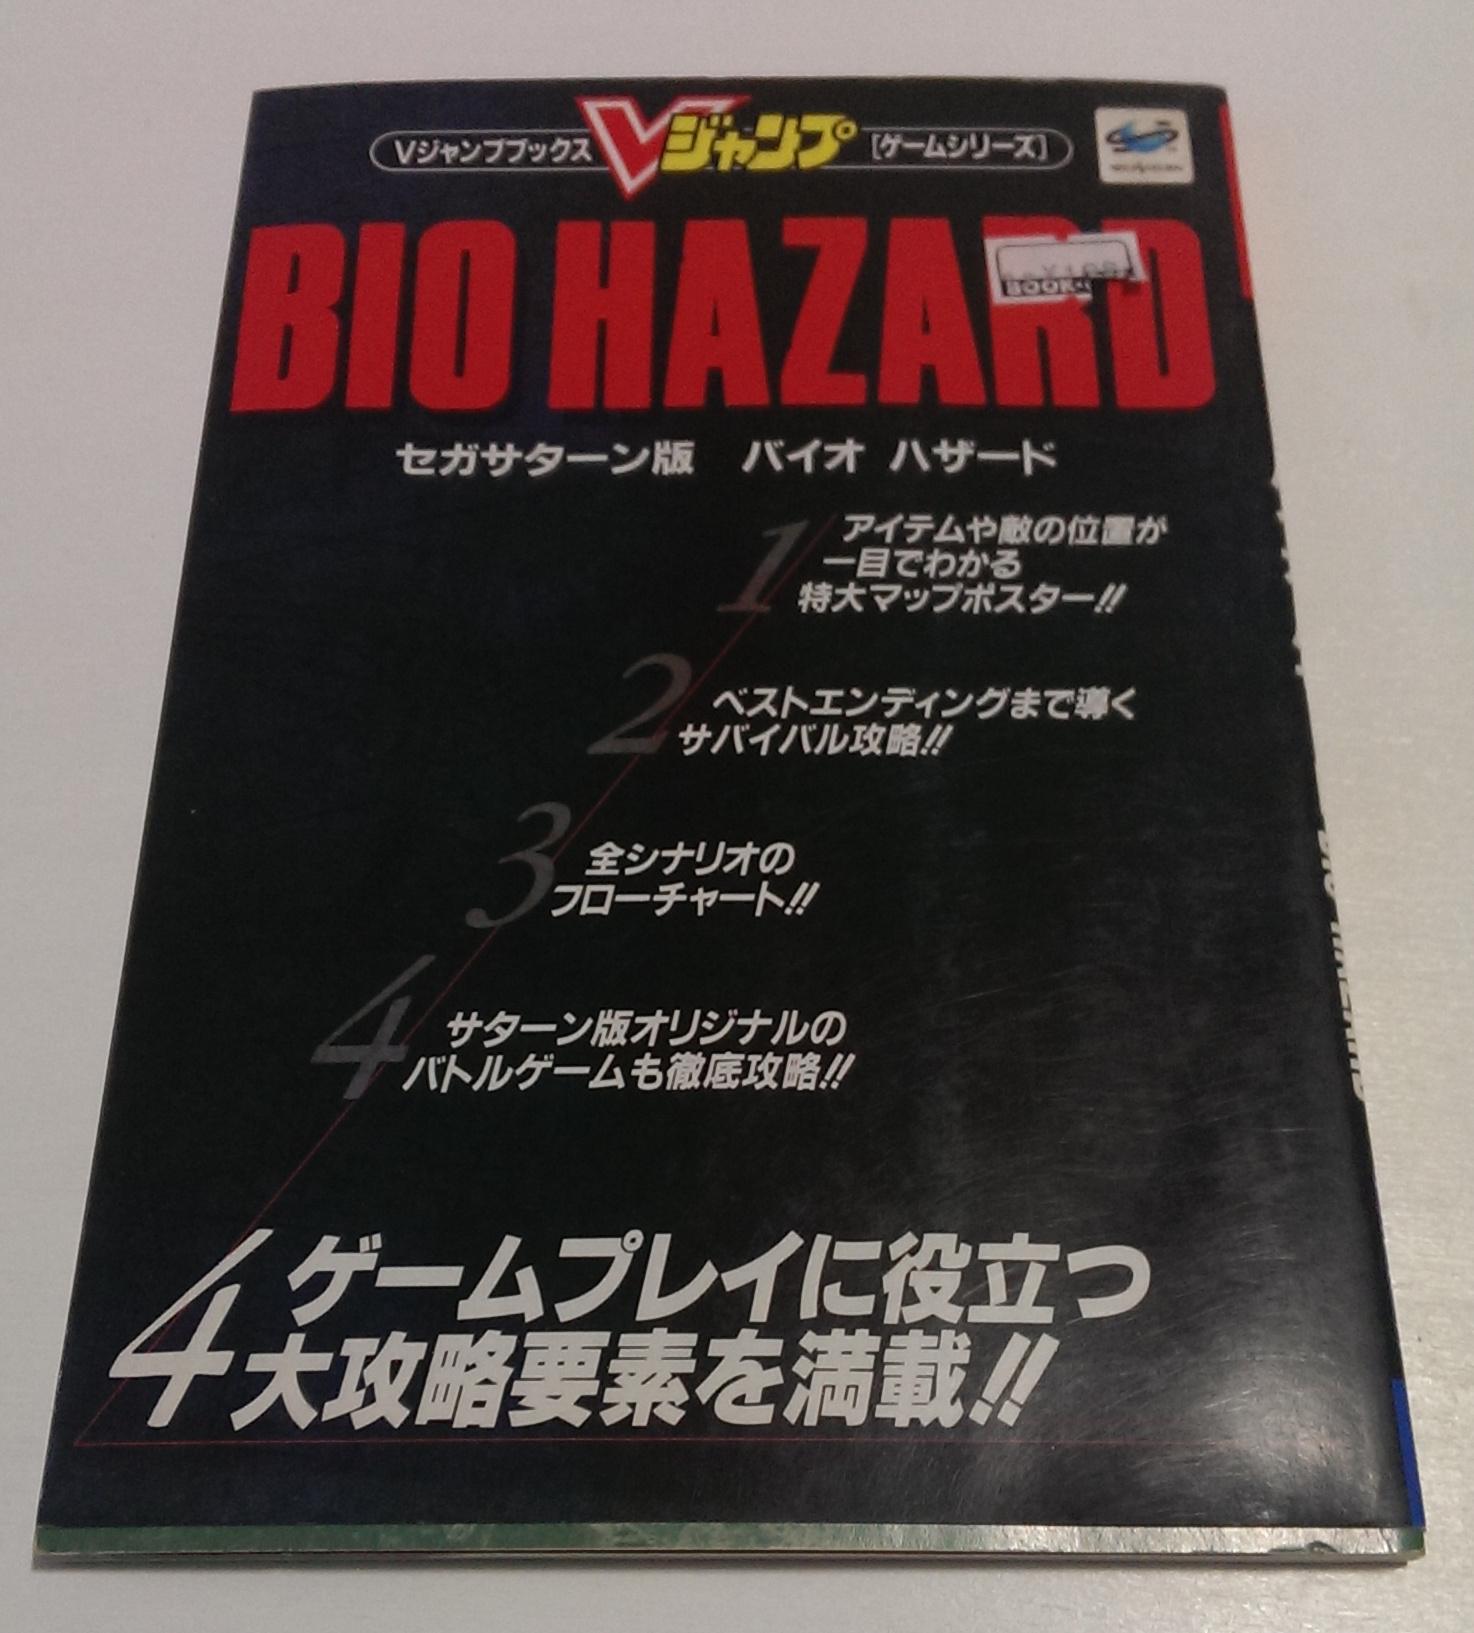 Vジャンプブックス
Vジャンプ
[ゲームシリーズ]
BIO HAZARD
BOOK
セガサターン版 バイオ ハザード
1
アイテムや敵の位置が
一目でわかる
特大マップポスター!!
2
ベストエンディングまで導く
サバイバル攻略!!
3
全シナリオの
フローチャート!!
4
サターン版オリジナルの
バトルゲームも徹底攻略!!
ゲームプレイに役立つ
4大攻略要素を満載!!